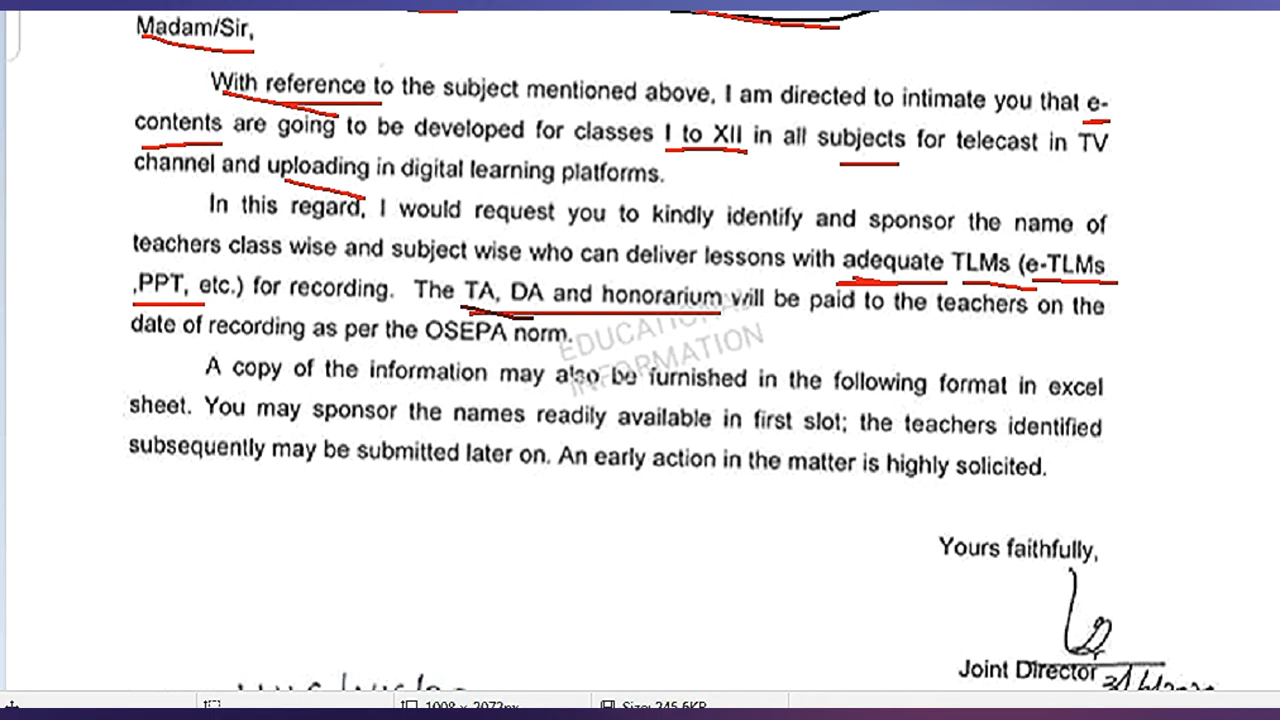 Madam/Sir,
With reference to the subject mentioned above, I am directed to intimate you that e-
contents are going to be developed for classes I to XII in all subjects for telecast in TV
channel and uploading in digital learning platforms.
In this regard, I would request you to kindly identify and sponsor the name of
teachers class wise and subject wise who can deliver lessons with adequate TLMs (e-TLMs
,PPT, etc.) for recording. The TA, DA and honorarium will be paid to the teachers on the
date of recording as per the OSEPA norm.
EDUCATIONAL
INFORMATION
A copy of the information may also be furnished in the following format in excel
sheet. You may sponsor the names readily available in first slot; the teachers identified
subsequently may be submitted later on. An early action in the matter is highly solicited.
Yours faithfully,
Joint Director
1008 × 2072px
Size: 245.6KB